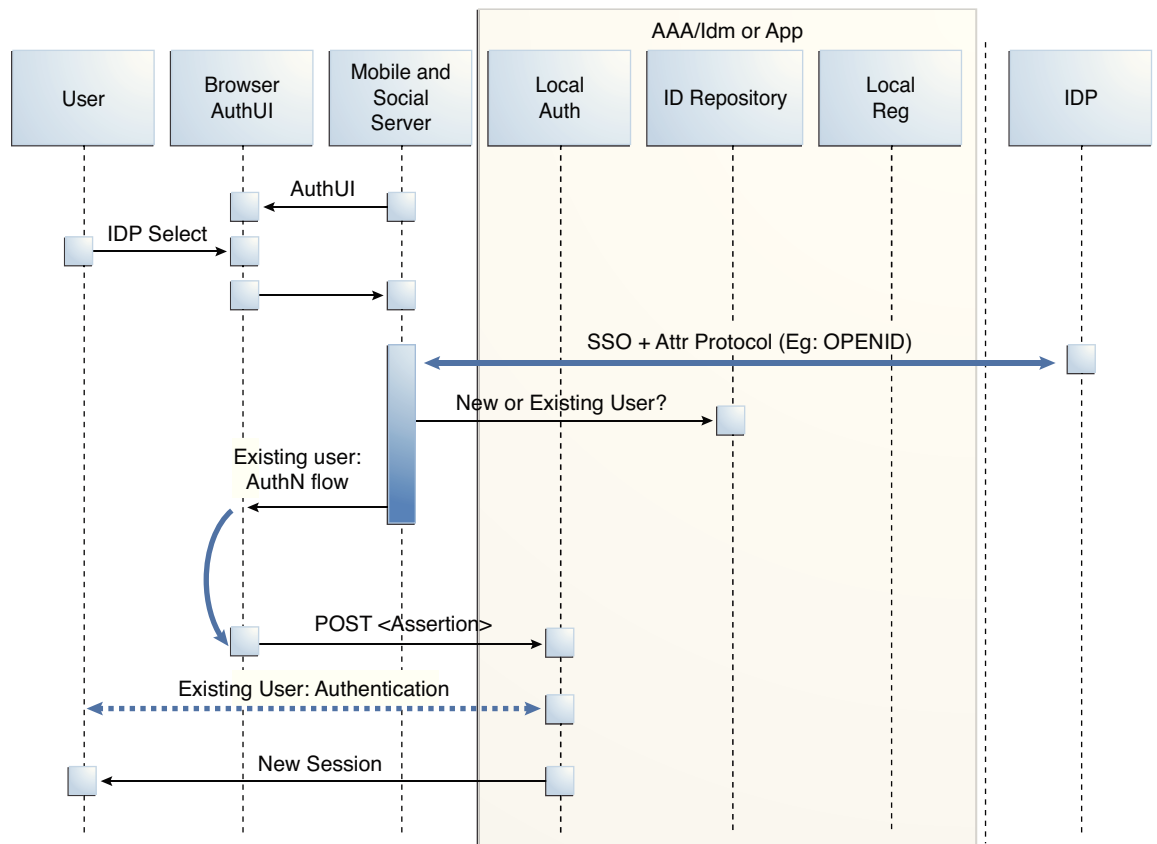 AAA/Idm or App
User
Browser
AuthUI
Mobile and
Social
Server
Local
Auth
ID Repository
Local
Reg
IDP
AuthUI
IDP Select
SSO + Attr Protocol (Eg: OPENID)
New or Existing User?
Existing user:
AuthN flow
POST <Assertion>
Existing User: Authentication
New Session